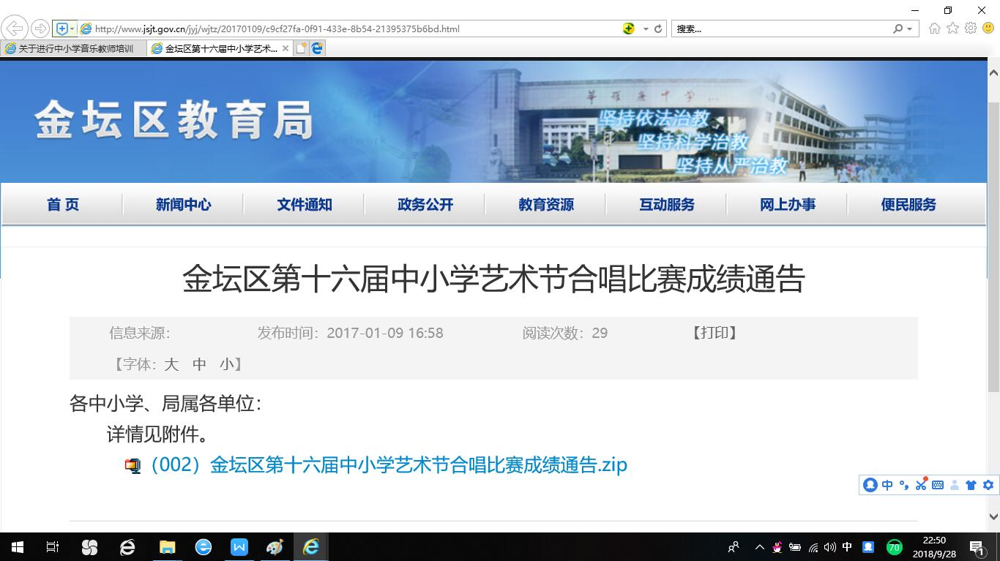 http://www.jsjt.gov.cn/jyj/wjtz/20170109/c9cf27fa-0f91-433e-8b54-21395375b6bd.html
搜索...
关于进行中小学音乐教师培训
金坛区第十六届中小学艺术...
金坛区教育局
华罗庚中学
坚持依法治教
坚持科学治教
坚持从严治教
首 页 新闻中心 文件通知 政务公开 教育资源 互动服务 网上办事 便民服务
金坛区第十六届中小学艺术节合唱比赛成绩通告
信息来源： 发布时间：2017-01-09 16:58 阅读次数：29 【打印】
【字体：大 中 小】
各中小学、局属各单位：
详情见附件。
（002）金坛区第十六届中小学艺术节合唱比赛成绩通告.zip
中
中
70
22:50
2018/9/28
1